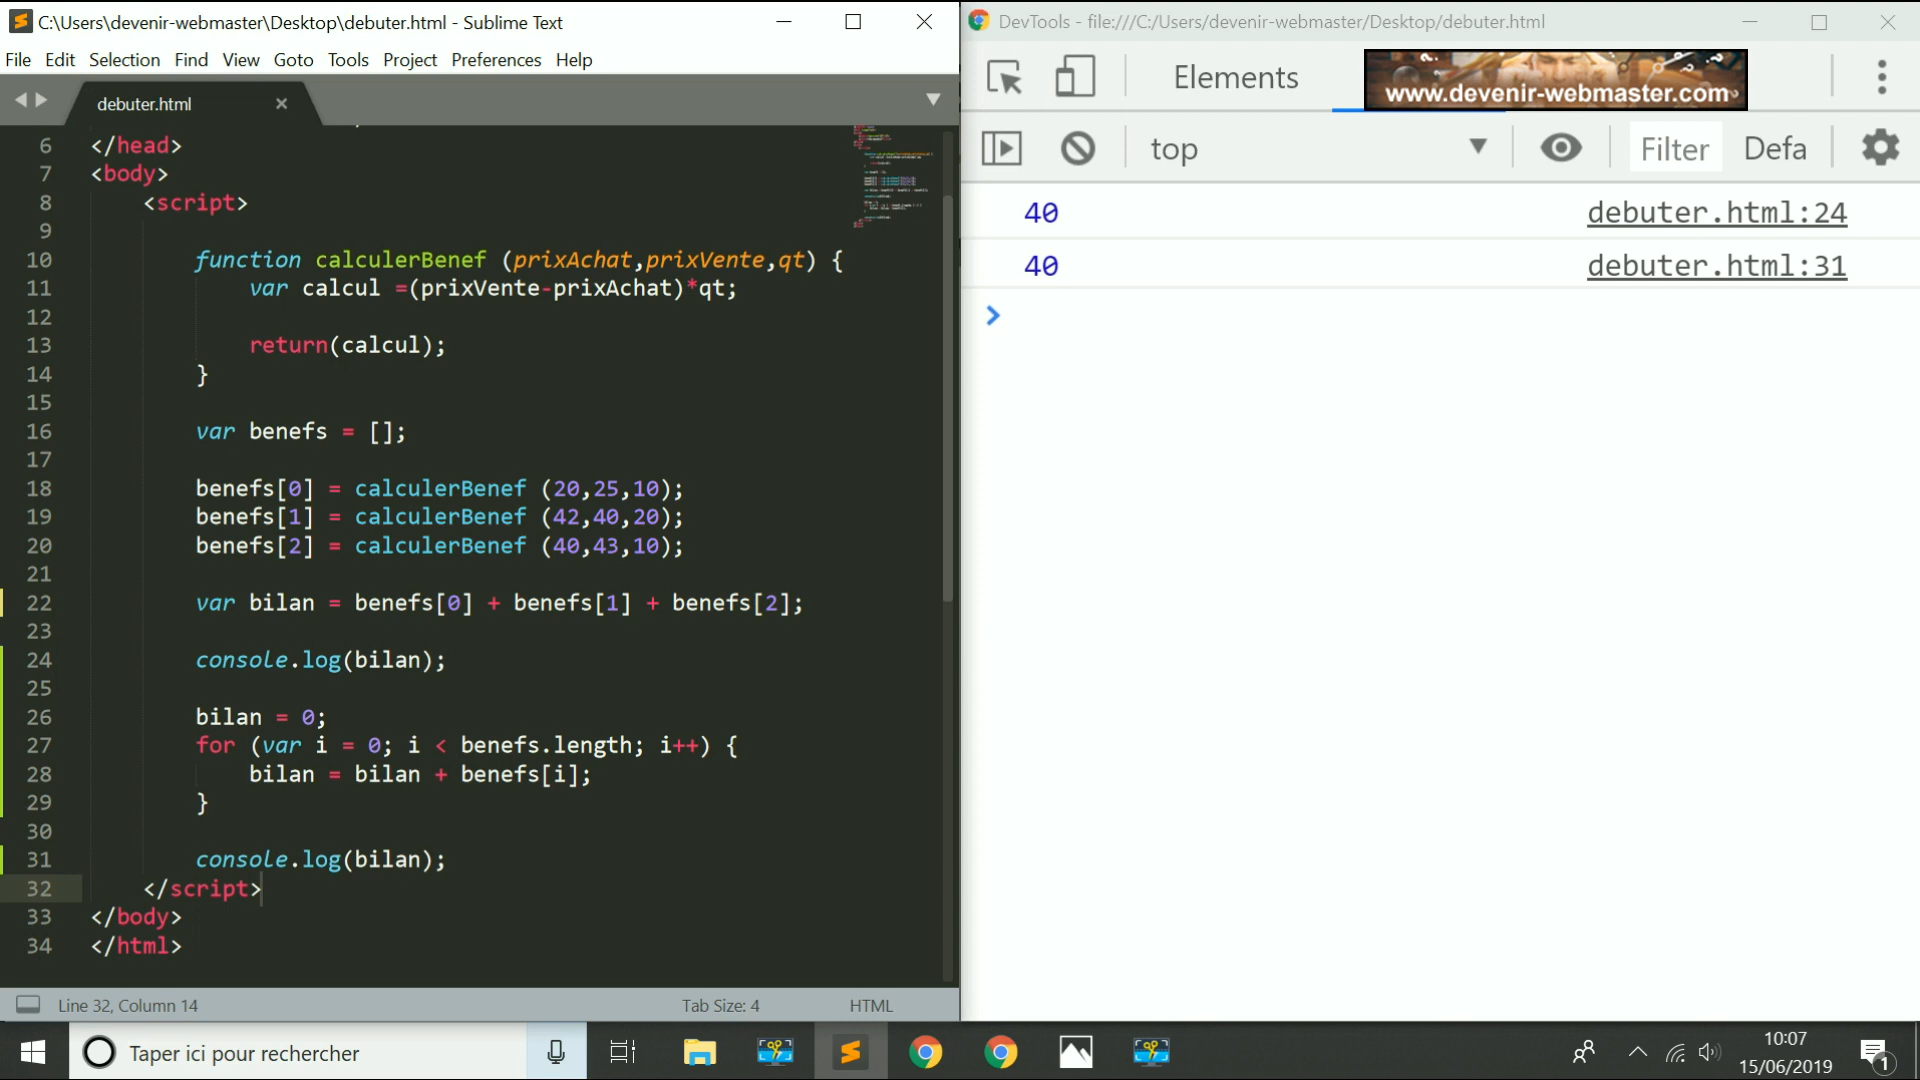 C:\Users\devenir-webmaster\Desktop\debuter.html - Sublime Text
File Edit Selection Find View Goto Tools Project Preferences Help
debuter.html
6 </head>
7 <body>
8 <script>
9
10 function calculerBenef (prixAchat,prixVente,qt) {
11 var calcul =(prixVente-prixAchat)*qt;
12
13 return(calcul);
14 }
15
16 var benefs = [];
17
18 benefs[0] = calculerBenef (20,25,10);
19 benefs[1] = calculerBenef (42,40,20);
20 benefs[2] = calculerBenef (40,43,10);
21
22 var bilan = benefs[0] + benefs[1] + benefs[2];
23
24 console.log(bilan);
25
26 bilan = 0;
27 for (var i = 0; i < benefs.length; i++) {
28 bilan = bilan + benefs[i];
29 }
30
31 console.log(bilan);
32 </script>
33 </body>
34 </html>
Line 32, Column 14 Tab Size: 4 HTML
DevTools - file:///C:/Users/devenir-webmaster/Desktop/debuter.html
Elements
www.devenir-webmaster.com
top Filter Defa
40 debuter.html:24
40 debuter.html:31
Taper ici pour rechercher
10:07
15/06/2019
1